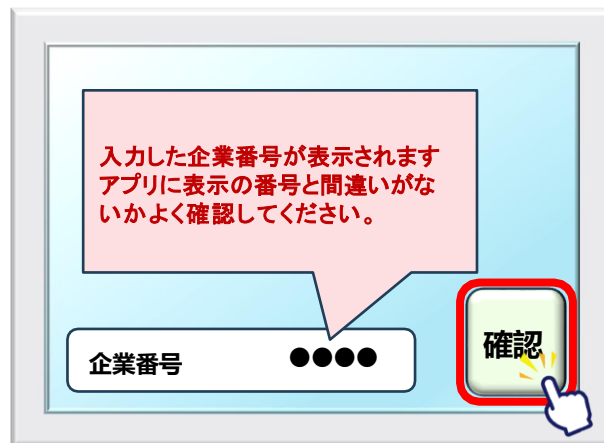 入力した企業番号が表示されます
アプリに表示の番号と間違いがな
いかよく確認してください。
企業番号 ●●●●
確認